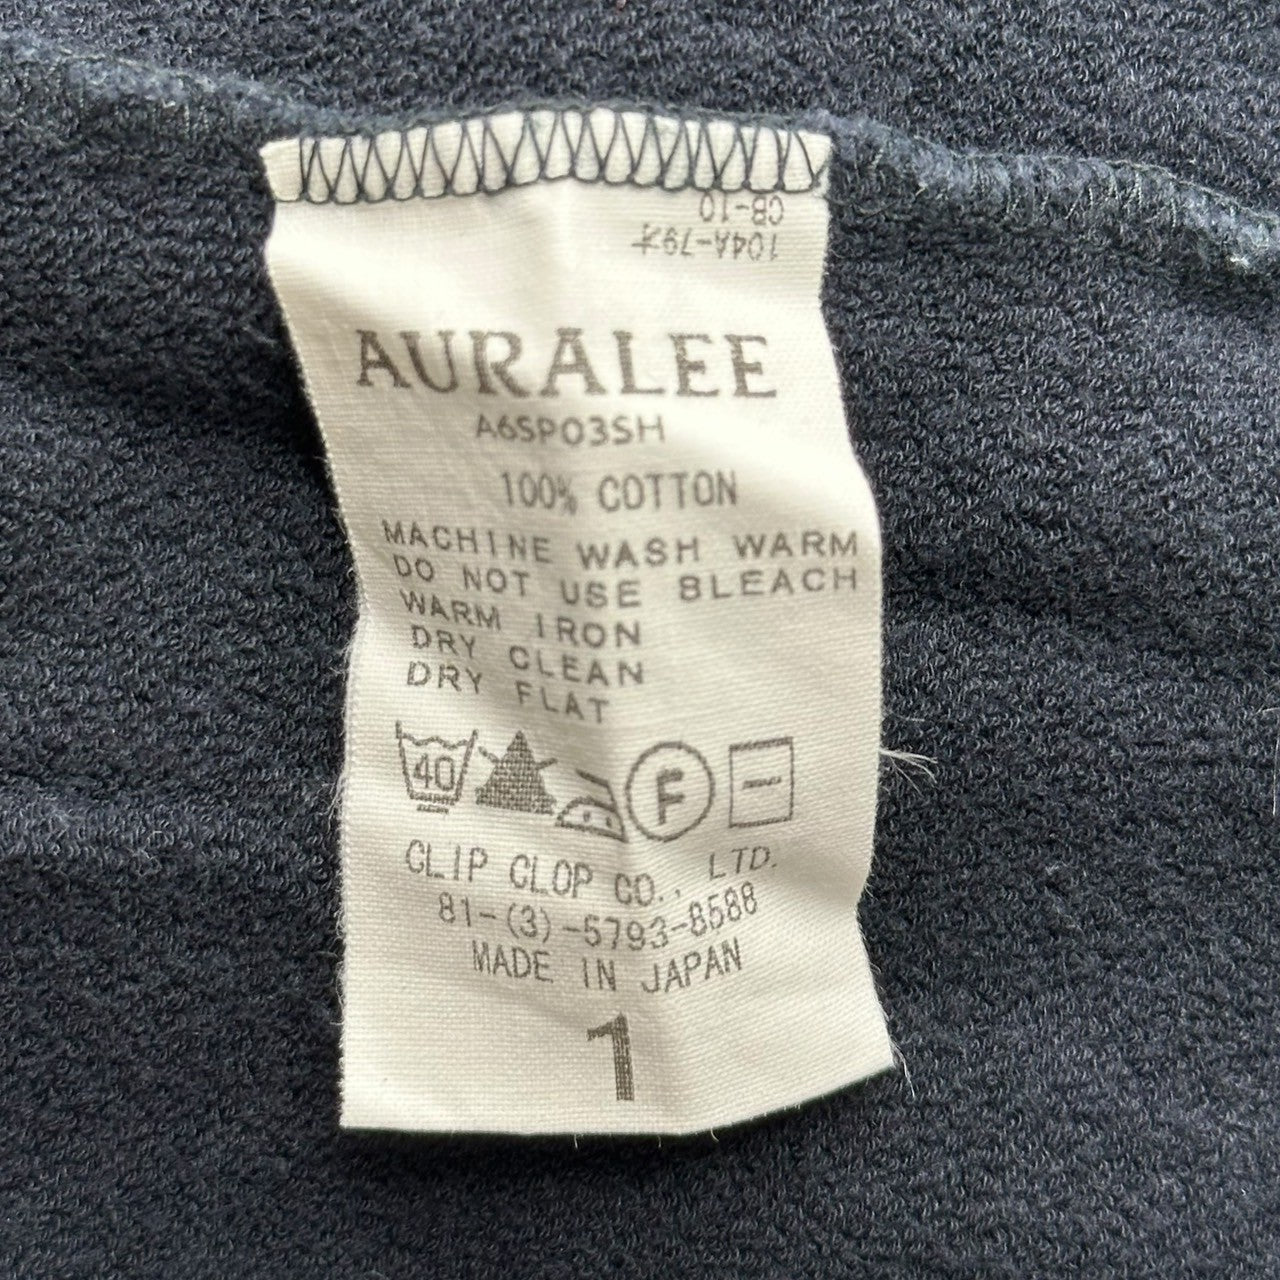 CB-10
104A-79オ
AURALEE
A6SP03SH
100% COTTON
MACHINE WASH WARM
DO NOT USE BLEACH
WARM IRON
DRY CLEAN
DRY FLAT
40
F
CLIP CLOP CO., LTD.
81-(3)-5793-8588
MADE IN JAPAN
1